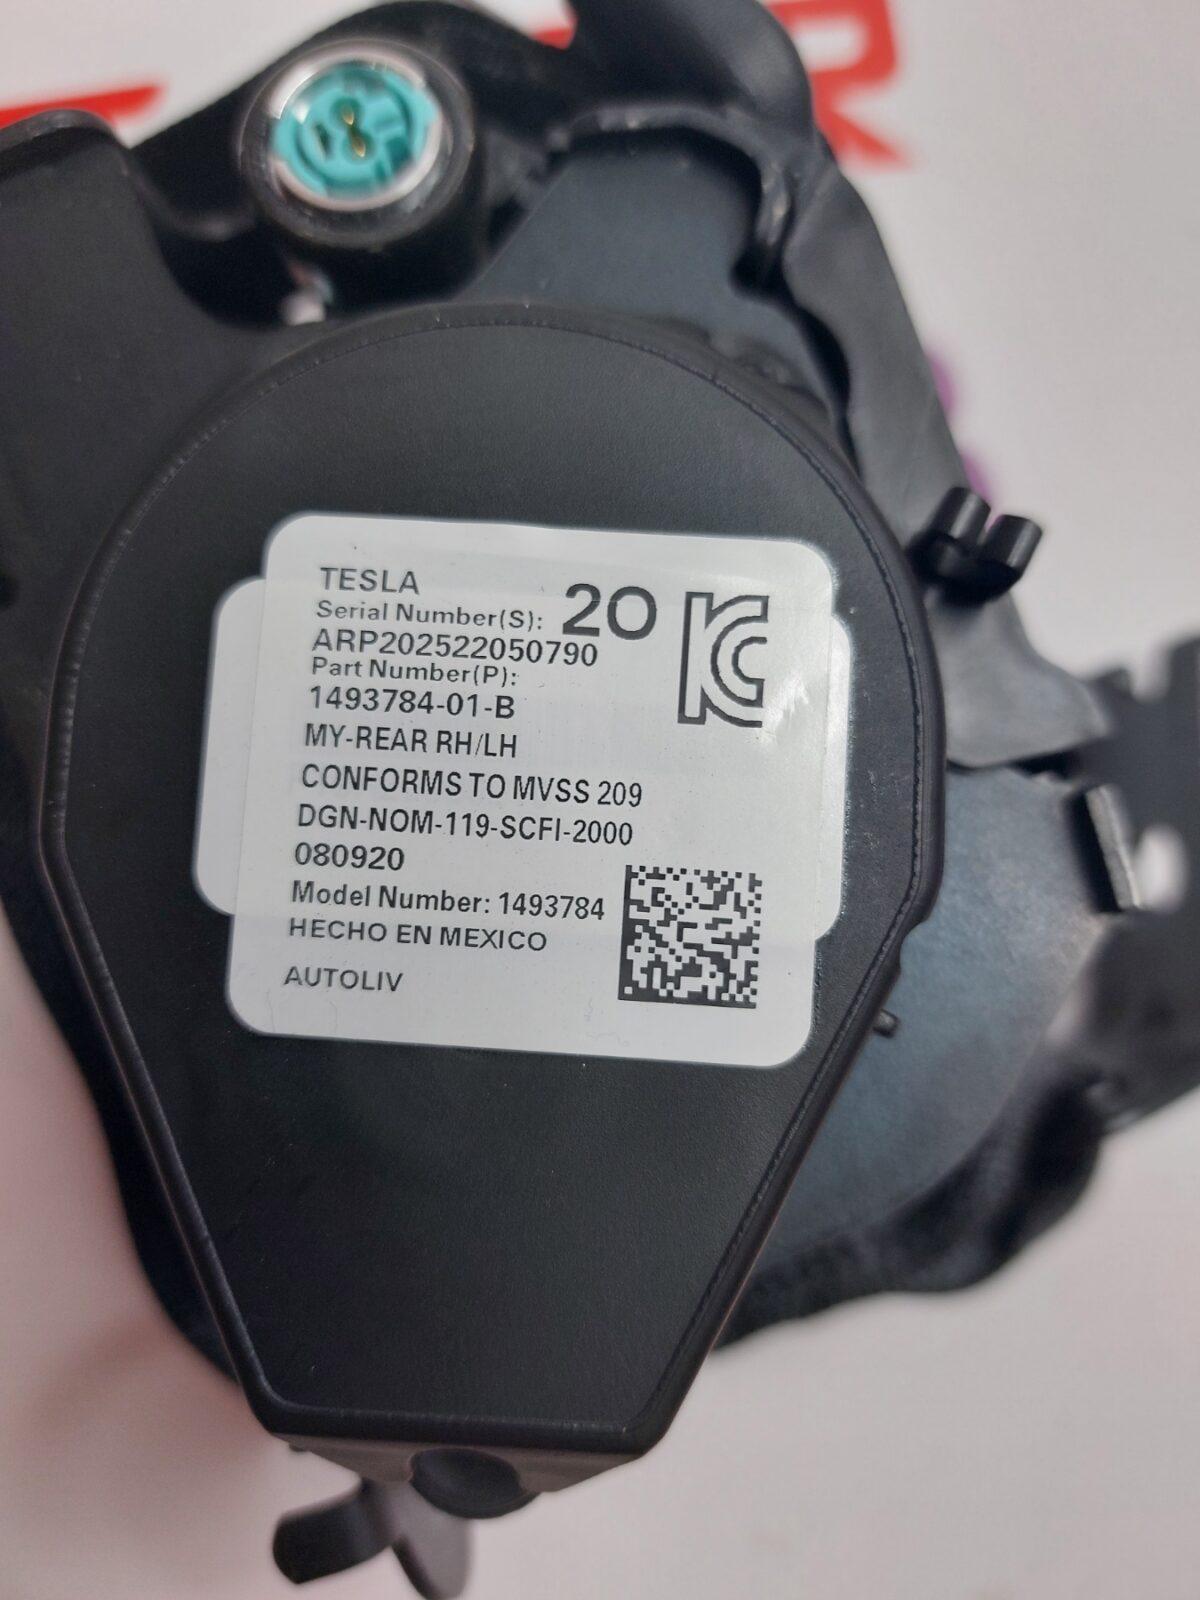 TESLA
Serial Number(S): 20
ARP202522050790
Part Number(P):
1493784-01-B
MY-REAR RH/LH
CONFORMS TO MVSS 209
DGN-NOM-119-SCFI-2000
080920
Model Number: 1493784
HECHO EN MEXICO
AUTOLIV